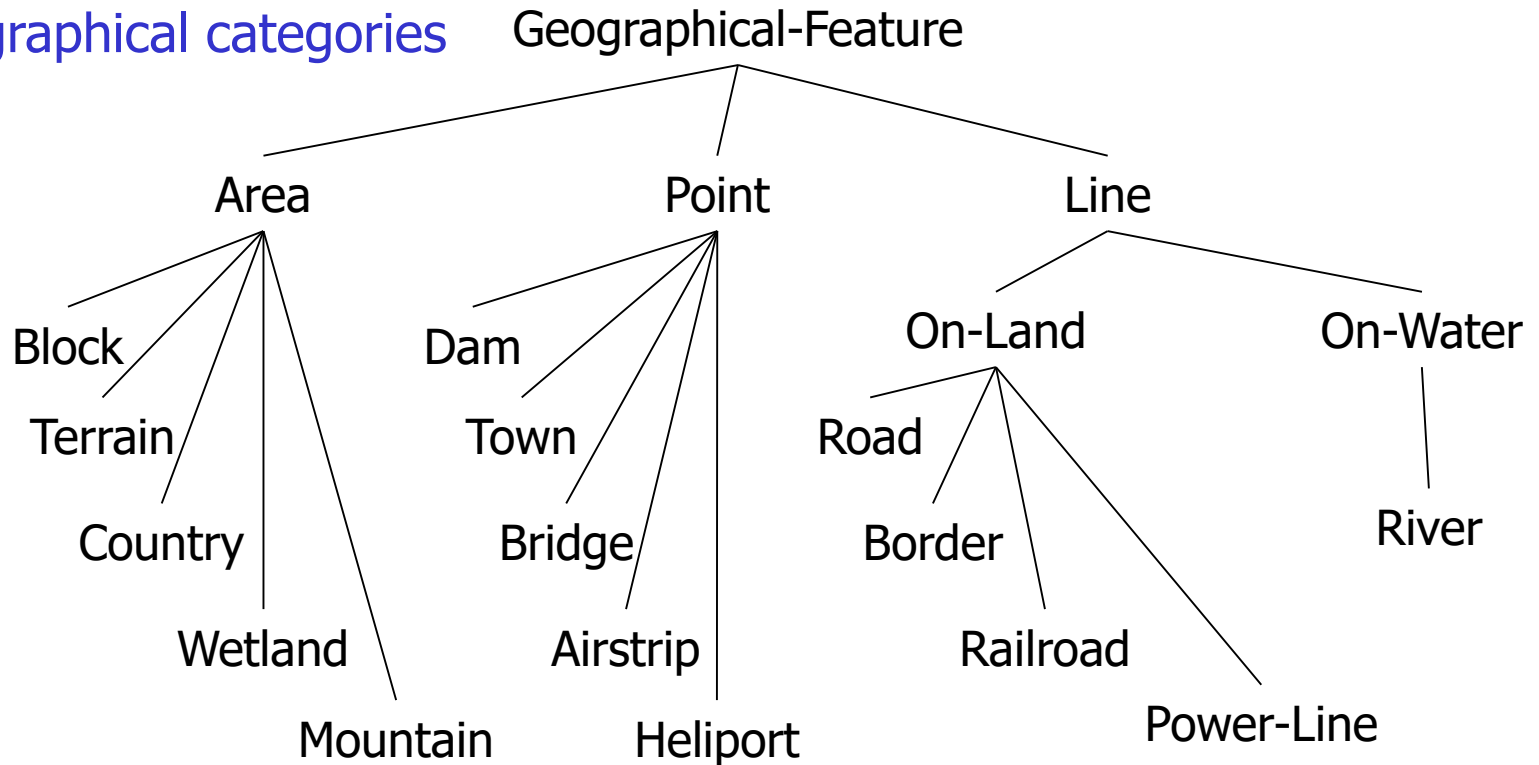 graphical categories
Geographical-Feature
Area
Point
Line
Block
Dam
On-Land
On-Water
Terrain
Town
Road
Country
Bridge
Border
River
Wetland
Airstrip
Railroad
Mountain
Heliport
Power-Line